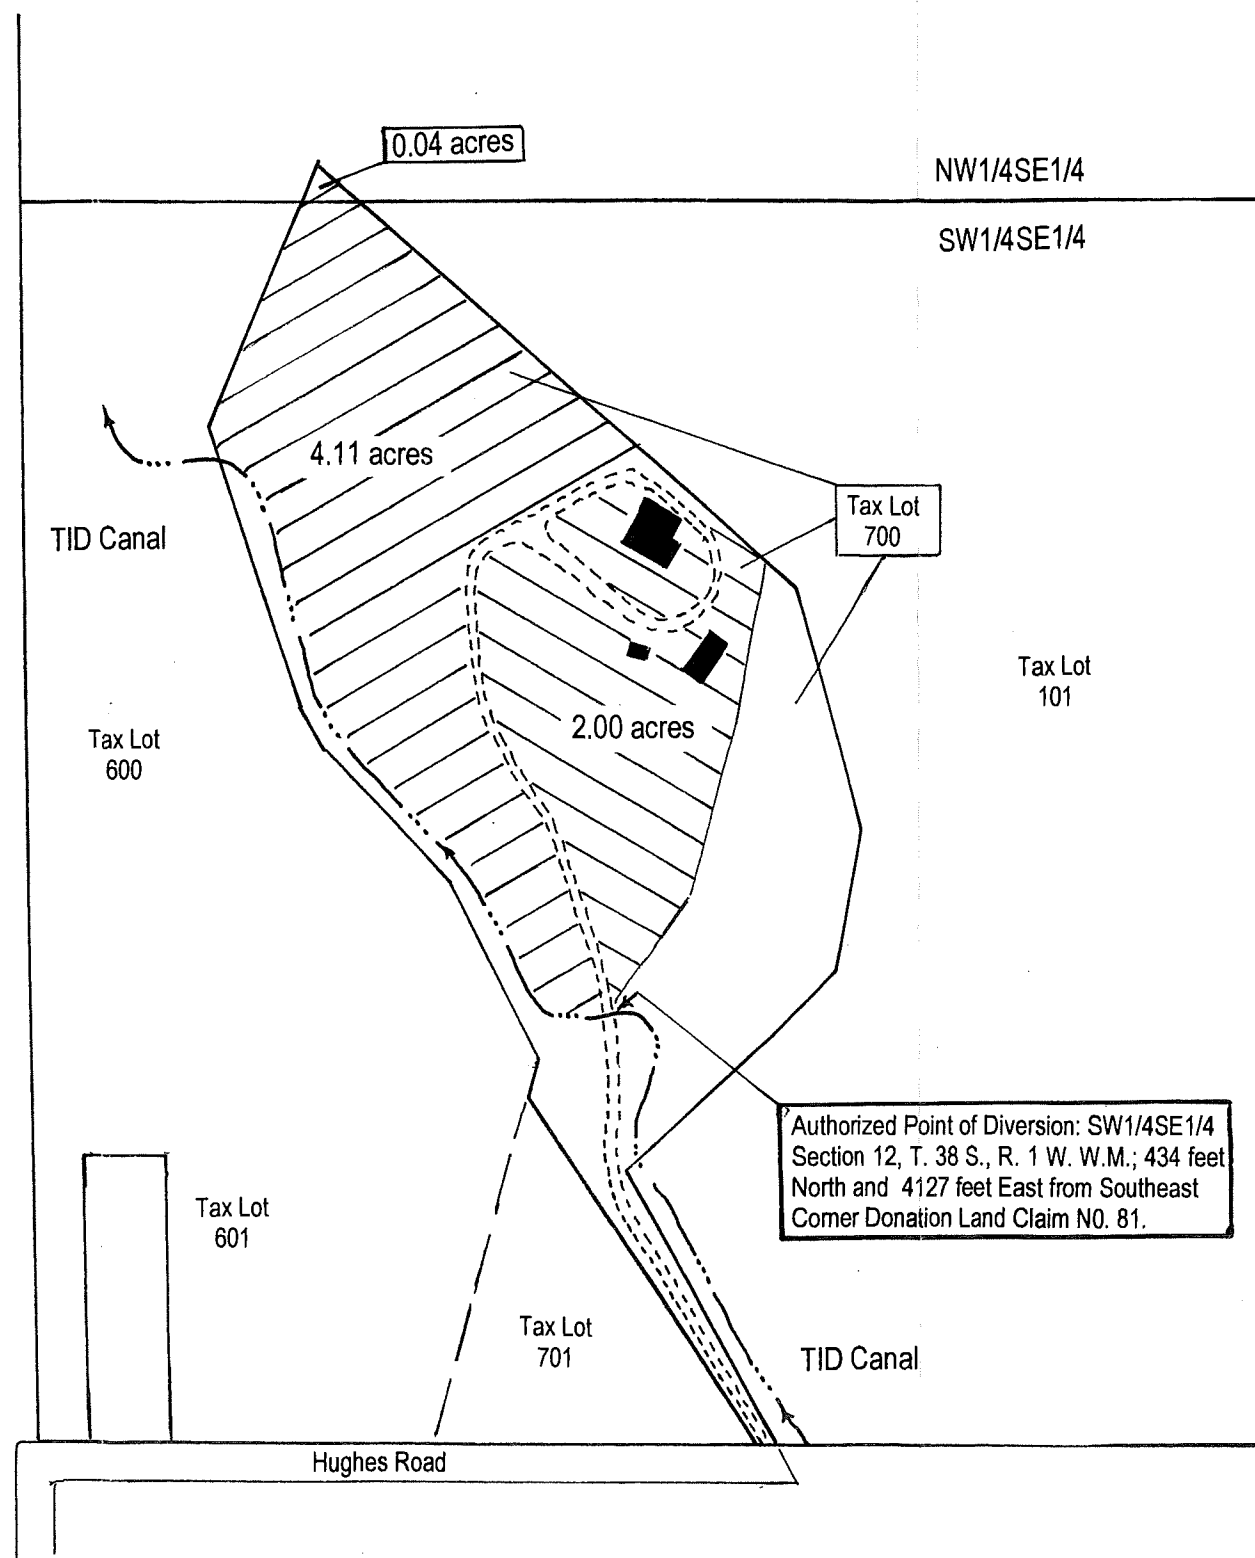 0.04 acres
NW1/4SE1/4
SW1/4SE1/4
4.11 acres
Tax Lot
700
TID Canal
Tax Lot
101
2.00 acres
Tax Lot
600
Authorized Point of Diversion: SW1/4SE1/4
Section 12, T. 38 S., R. 1 W. W.M.; 434 feet
North and 4127 feet East from Southeast
Corner Donation Land Claim N0. 81.
Tax Lot
601
Tax Lot
701
TID Canal
Hughes Road